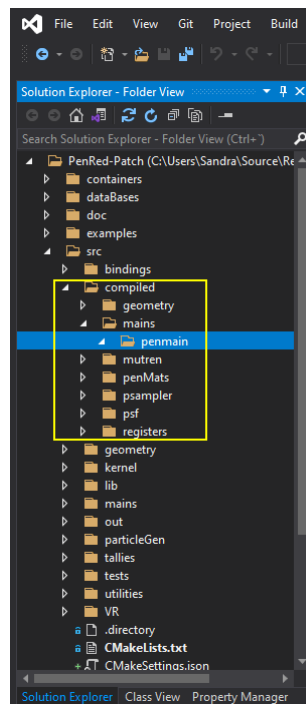 File Edit View Git Project Build
Solution Explorer - Folder View
Search Solution Explorer - Folder View (Ctrl+`)
PenRed-Patch (C:\Users\Sandra\Source\Re
containers
dataBases
doc
examples
src
bindings
compiled
geometry
mains
penmain
mutren
penMats
psampler
psf
registers
geometry
kernel
lib
mains
out
particleGen
tallies
tests
utilities
VR
.directory
CMakeLists.txt
CMakeSettings.json
Solution Explorer Class View Property Manager